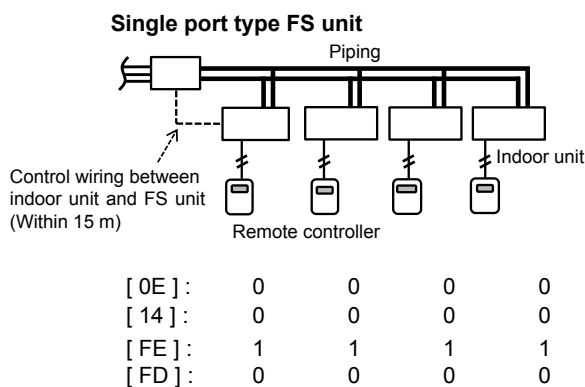 Single port type FS unit
Piping
Indoor unit
Control wiring between
indoor unit and FS unit
(Within 15 m)
Remote controller
[ 0E ] : 0 0 0 0
[ 14 ] : 0 0 0 0
[ FE ] : 1 1 1 1
[ FD ] : 0 0 0 0